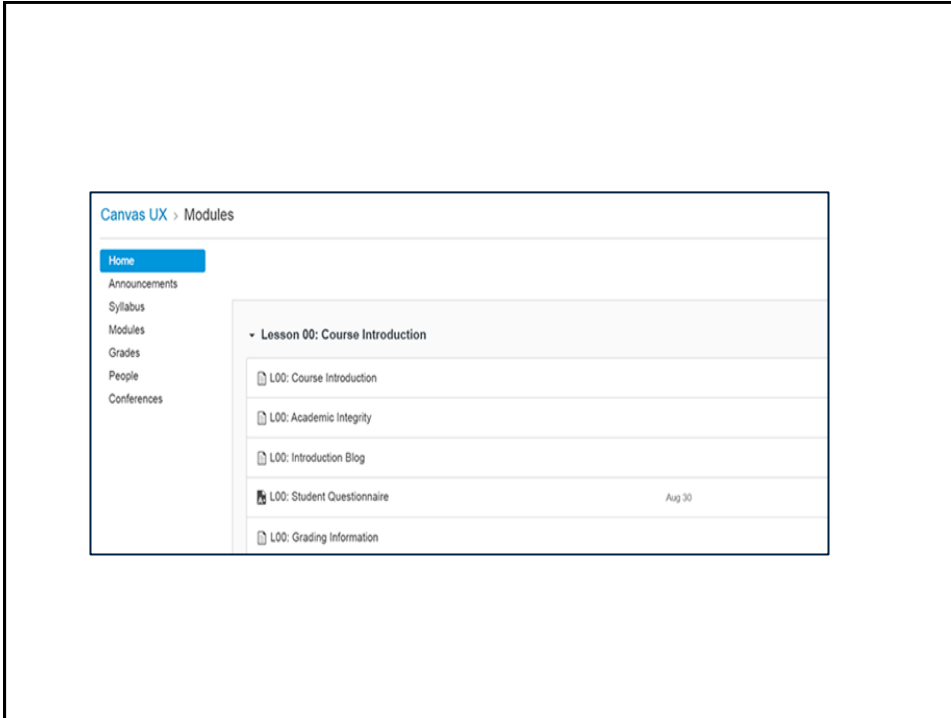 Canvas UX > Modules
Home
Announcements
Syllabus
Modules
Grades
People
Conferences
Lesson 00: Course Introduction
L00: Course Introduction
L00: Academic Integrity
L00: Introduction Blog
L00: Student Questionnaire Aug 30
L00: Grading Information